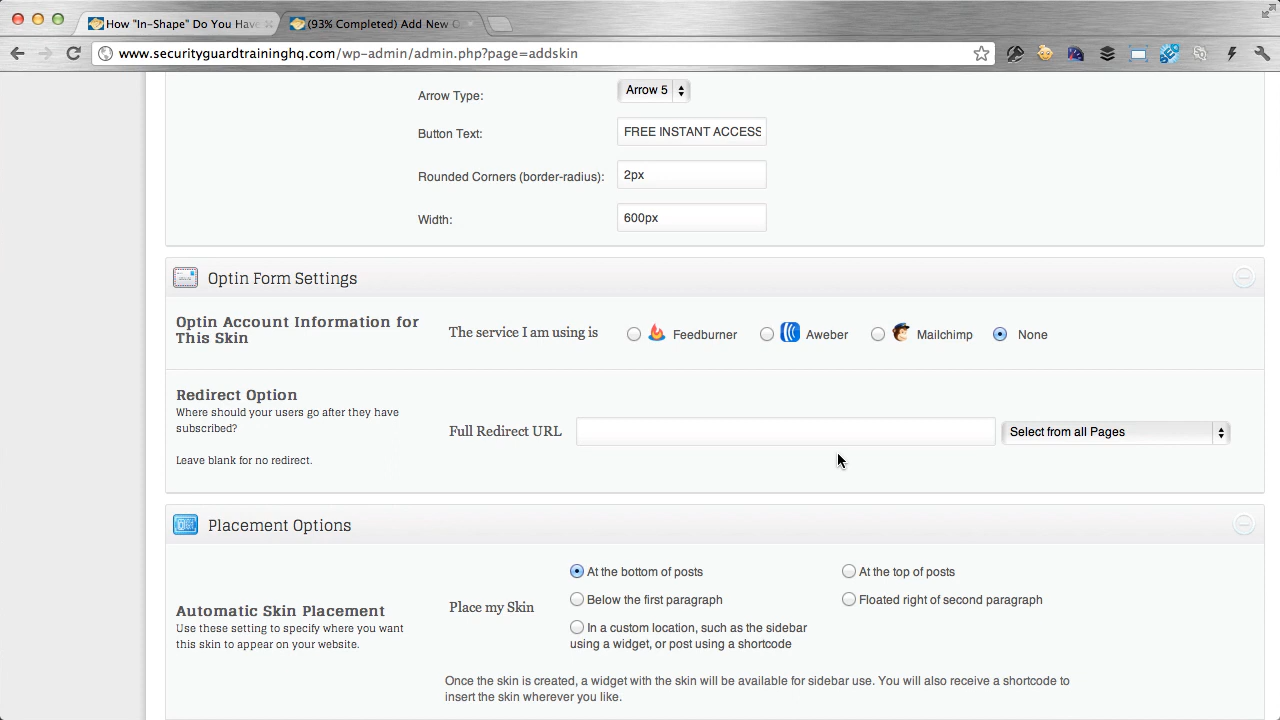 How "In-Shape" Do You Have
(93% Completed) Add New
www.securityguardtraininghq.com/wp-admin/admin.php?page=addskin
Arrow Type:
Arrow 5
Button Text:
FREE INSTANT ACCESS
Rounded Corners (border-radius):
2px
Width:
600px
Optin Form Settings
Optin Account Information for
This Skin
The service I am using is
Feedburner
Aweber
Mailchimp
None
Redirect Option
Where should your users go after they have
subscribed?
Leave blank for no redirect.
Full Redirect URL
Select from all Pages
Placement Options
Automatic Skin Placement
Use these setting to specify where you want
this skin to appear on your website.
Place my Skin
At the bottom of posts
At the top of posts
Below the first paragraph
Floated right of second paragraph
In a custom location, such as the sidebar
using a widget, or post using a shortcode
Once the skin is created, a widget with the skin will be available for sidebar use. You will also receive a shortcode to
insert the skin wherever you like.